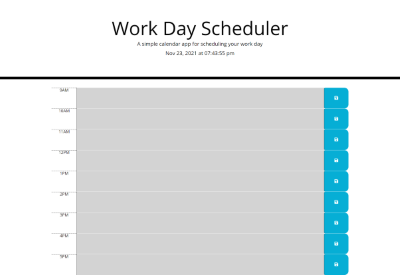 Work Day Scheduler
A simple calendar app for scheduling your work day
Nov 23, 2021 at 07:43:55 pm
9AM
10AM
11AM
12PM
1PM
2PM
3PM
4PM
5PM